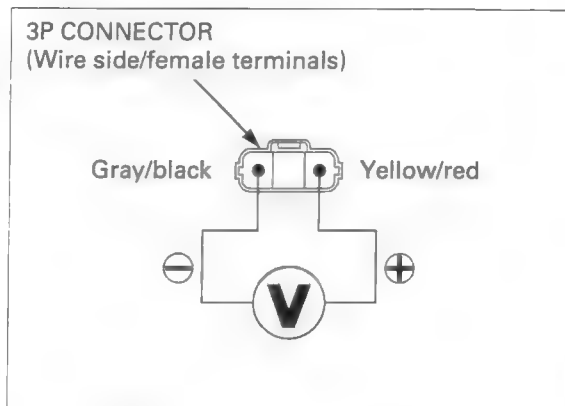 3P CONNECTOR
(Wire side/female terminals)
Gray/black
Yellow/red
V